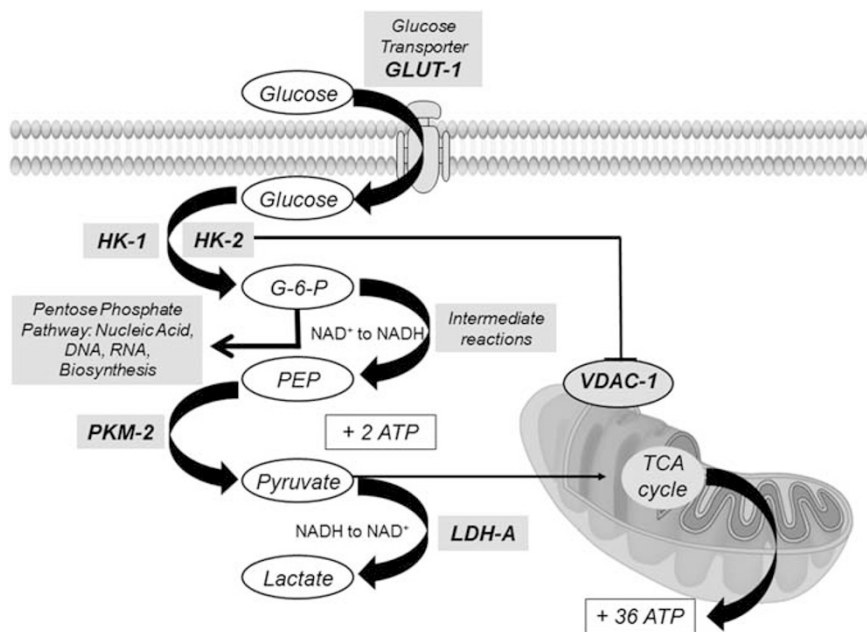 Glucose
Transporter
GLUT-1
Glucose
Glucose
HK-1
HK-2
G-6-P
Pentose Phosphate
Pathway: Nucleic Acid,
DNA, RNA,
Biosynthesis
NAD⁺ to NADH
Intermediate
reactions
PEP
VDAC-1
PKM-2
+ 2 ATP
Pyruvate
TCA
cycle
NADH to NAD⁺
LDH-A
Lactate
+ 36 ATP